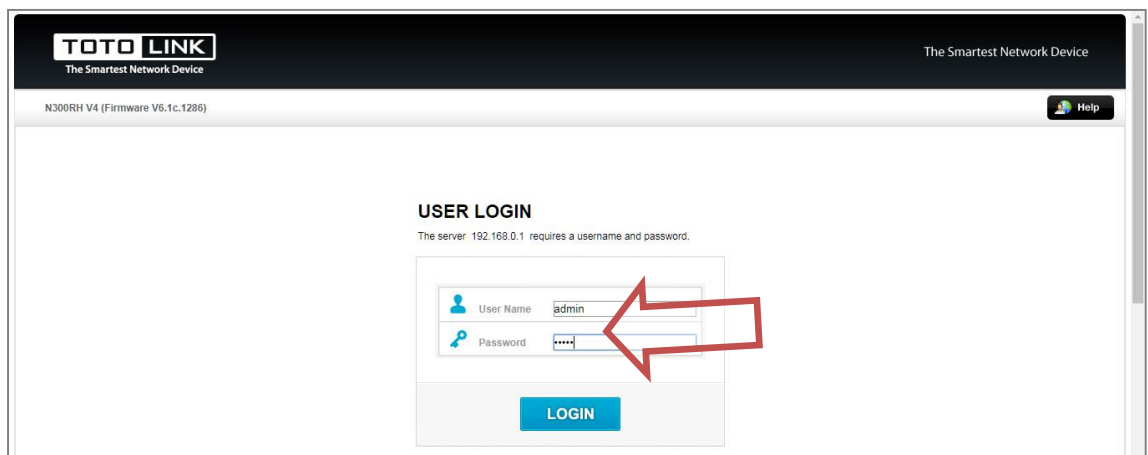 TOTO LINK
The Smartest Network Device
The Smartest Network Device
N300RH V4 (Firmware V6.1c.1286)
Help
USER LOGIN
The server 192.168.0.1 requires a username and password.
User Name admin
Password •••••
LOGIN